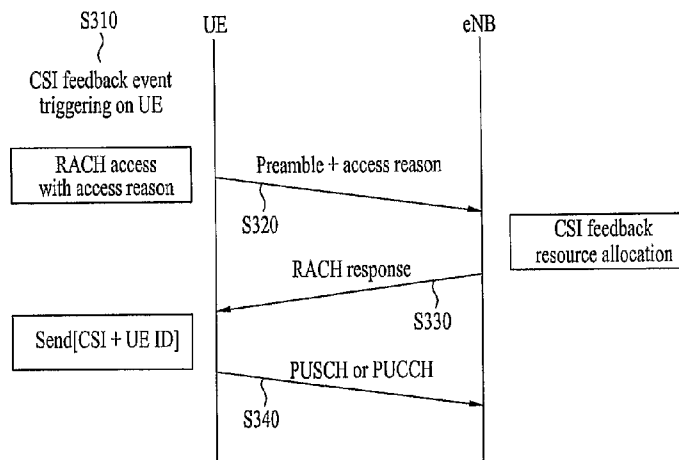 S310
UE
eNB
CSI feedback event
triggering on UE
RACH access
with access reason
Preamble + access reason
S320
CSI feedback
resource allocation
RACH response
S330
Send[CSI + UE ID]
PUSCH or PUCCH
S340